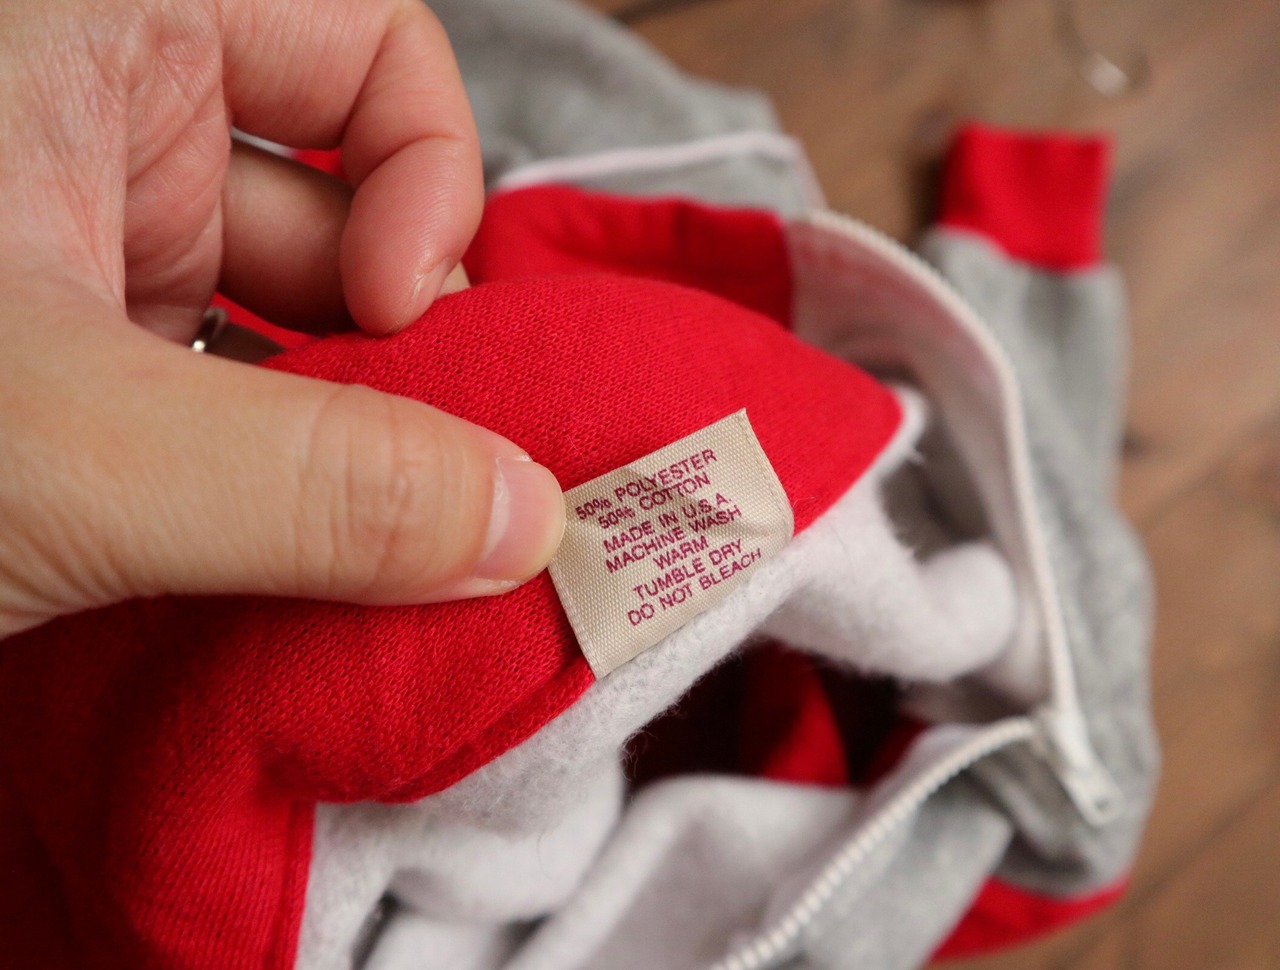 50% POLYESTER
50% COTTON
MADE IN U.S.A.
MACHINE WASH
WARM
TUMBLE DRY
DO NOT BLEACH